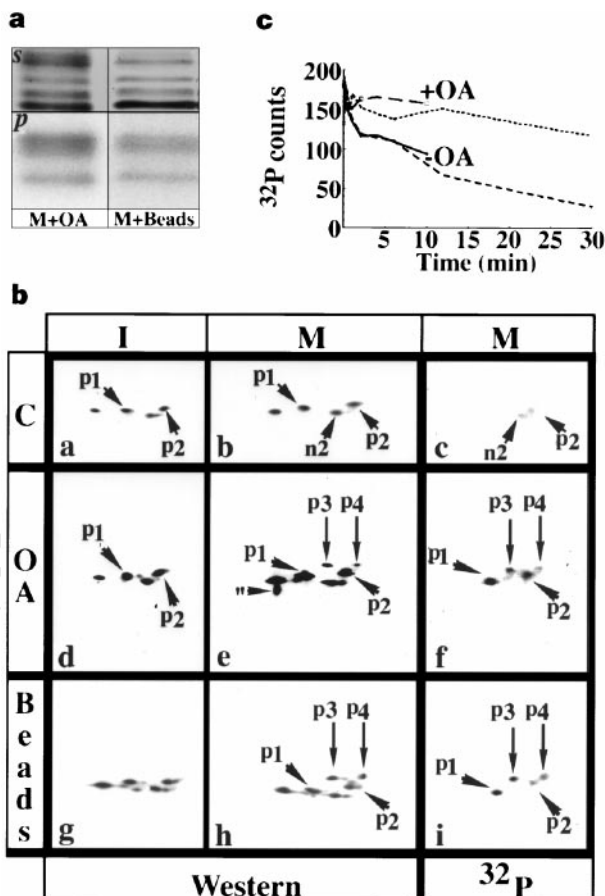 a
s
p
M+OA
M+Beads
c
200
150
100
50
0
32P counts
+OA
-OA
5
10
15
20
25
30
Time (min)
b
I
M
M
C
p1
p2
a
p1
n2
p2
b
n2
p2
c
OA
p1
p2
d
p3
p4
p1
"
p2
e
p3
p4
p1
p2
f
Beads
g
p3
p4
p1
p2
h
p3
p4
p1
p2
i
Western
32P